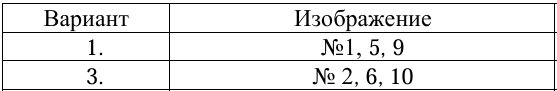 Вариант Изображение
1. №1, 5, 9
3. № 2, 6, 10